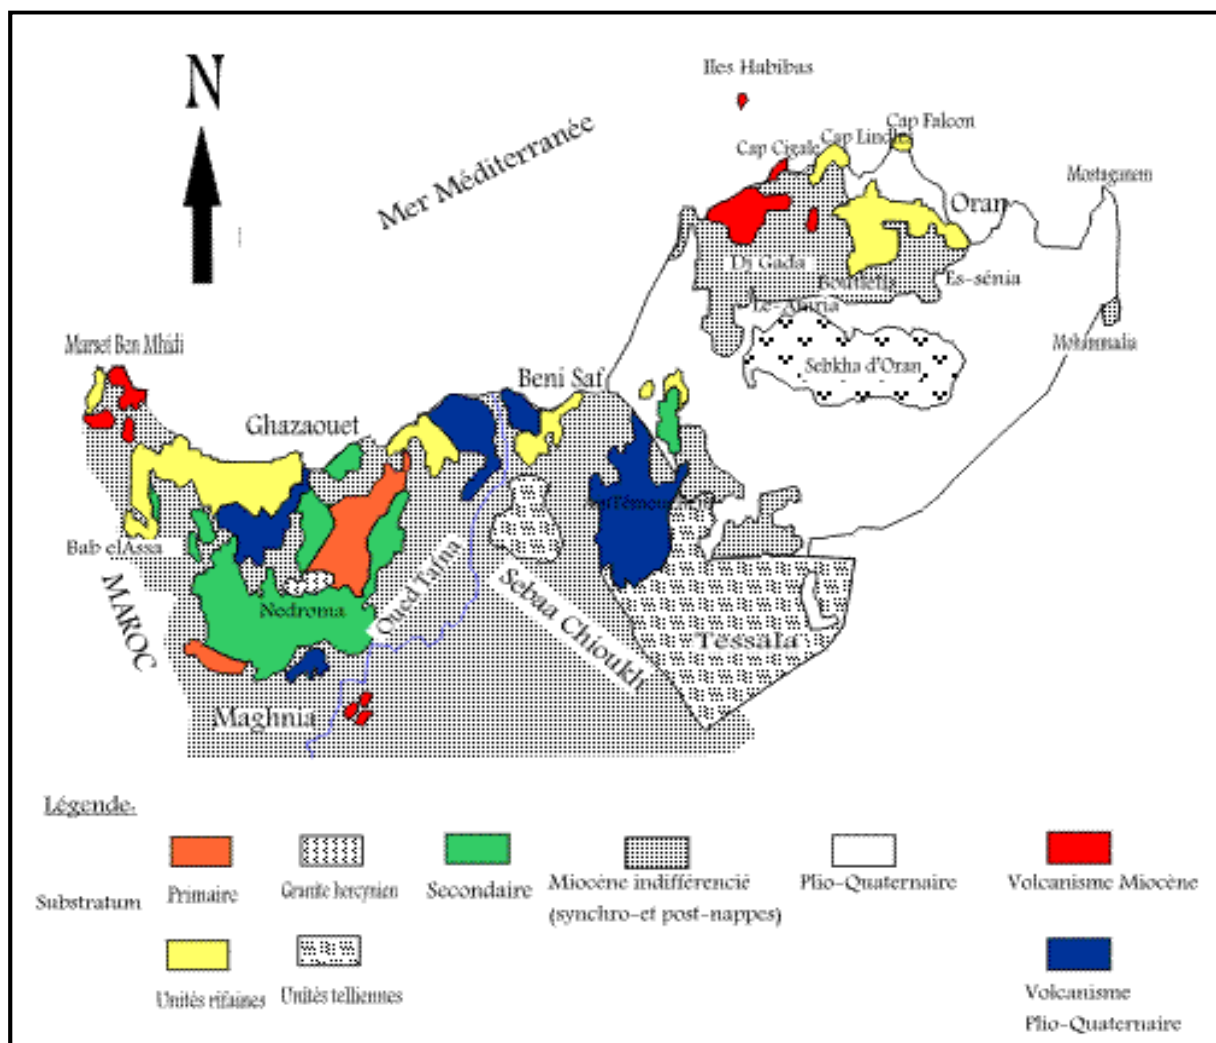 N
Iles Habibas
Cap Falcon
Cap Lindles
Cap Cigale
Mostaganem
Mer Méditerranée
Oran
Dj Gada
Boutlelis
Es-sénia
Le-Amria
Mohammadia
Sebkha d'Oran
Marset Ben Mhidi
Beni Saf
Ghazaouet
Bab elAssa
MAROC
Nedroma
Oued Tafna
Sebaa Chioukh
Tessala
Maghnia
Légende:
Substratum
Primaire
Granite hercynien
Secondaire
Miocène indifférencié
(synchro-et post-nappes)
Plio-Quaternaire
Volcanisme Miocène
Unités rifaines
Unités telliennes
Volcanisme
Plio-Quaternaire